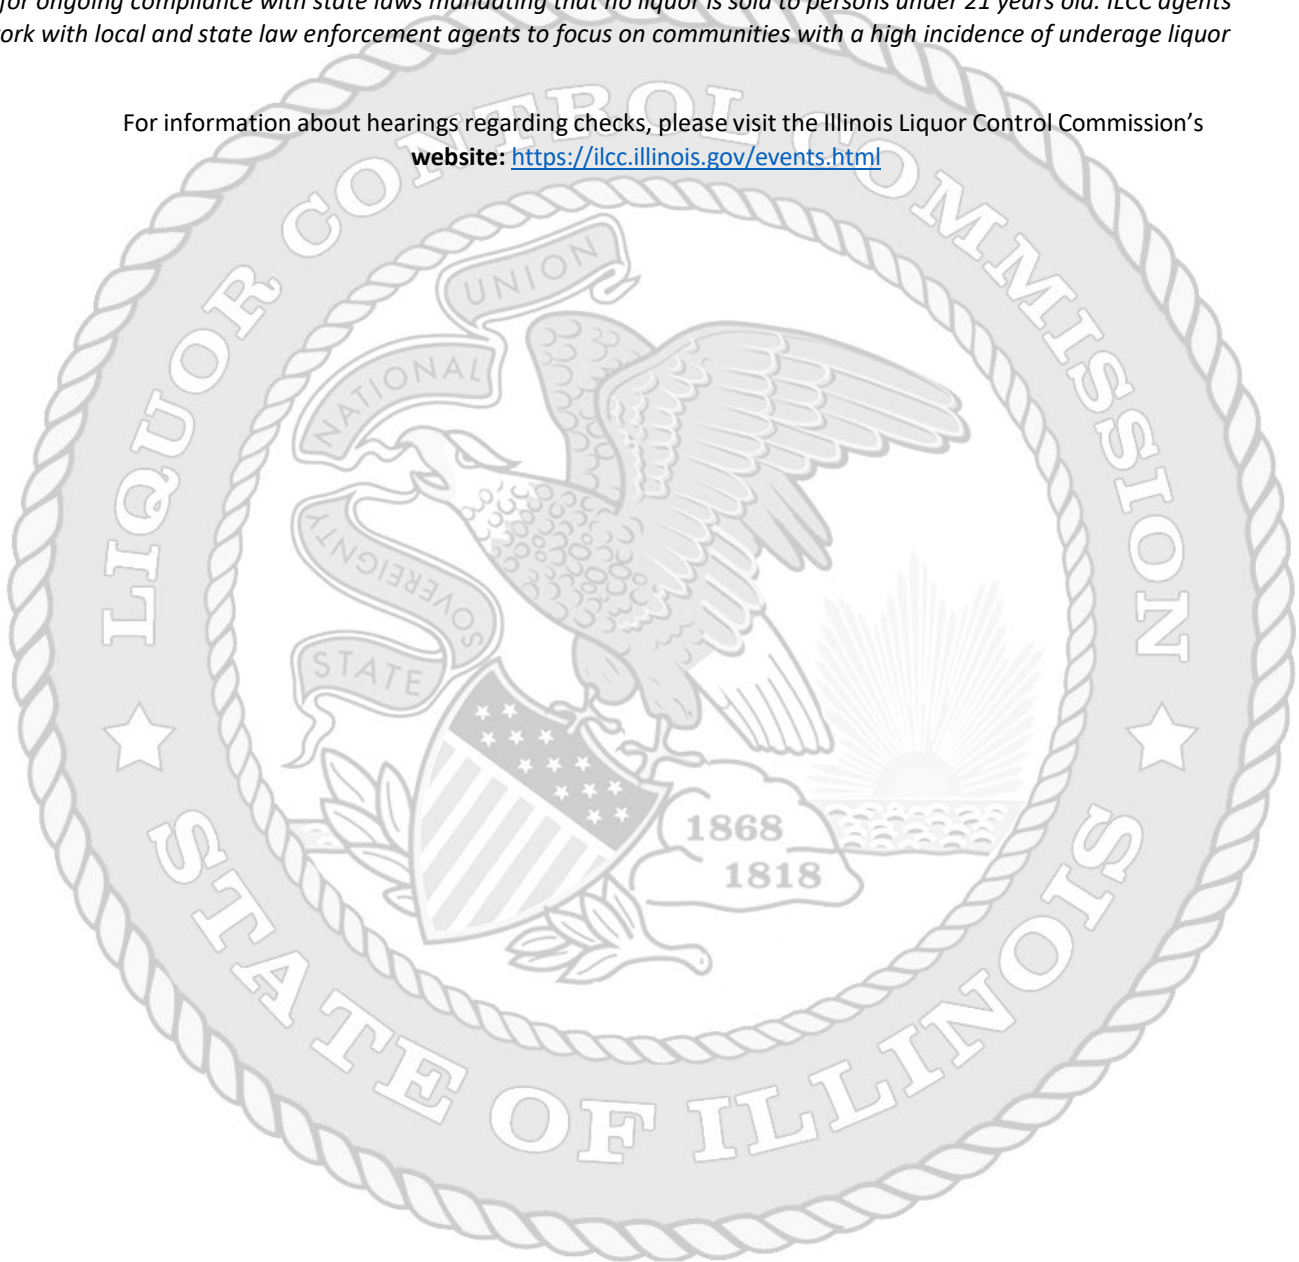 for ongoing compliance with state laws mandating that no liquor is sold to persons under 21 years old. ILCC agents
work with local and state law enforcement agents to focus on communities with a high incidence of underage liquor
For information about hearings regarding checks, please visit the Illinois Liquor Control Commission's
website: https://ilcc.illinois.gov/events.html
LIQUOR CONTROL COMMISSION
UNION
NATIONAL
SOVEREIGNTY
STATE
1868
1818
STATE OF ILLINOIS